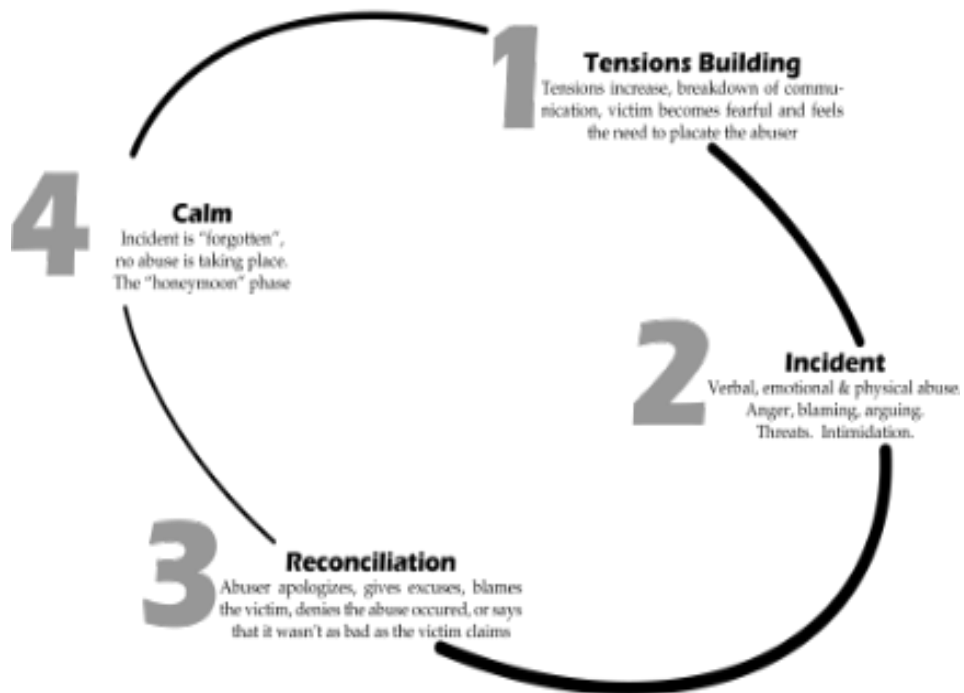 1
Tensions Building
Tensions increase, breakdown of commu-
nication, victim becomes fearful and feels
the need to placate the abuser
2
Incident
Verbal, emotional & physical abuse.
Anger, blaming, arguing.
Threats. Intimidation.
3
Reconciliation
Abuser apologizes, gives excuses, blames
the victim, denies the abuse occured, or says
that it wasn't as bad as the victim claims
4
Calm
Incident is "forgotten",
no abuse is taking place.
The "honeymoon" phase